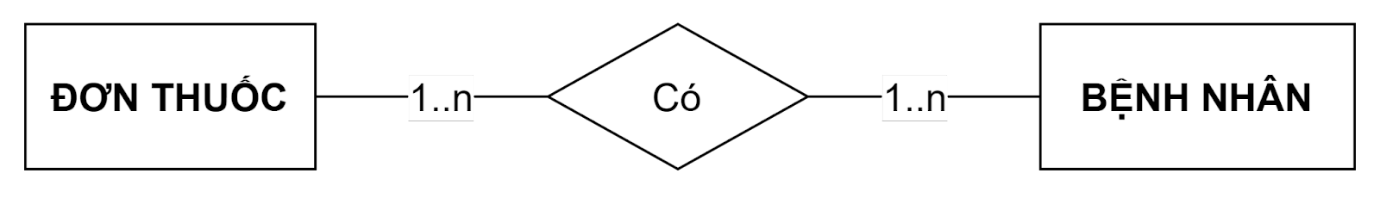 ĐƠN THUỐC 1..n Có 1..n BỆNH NHÂN